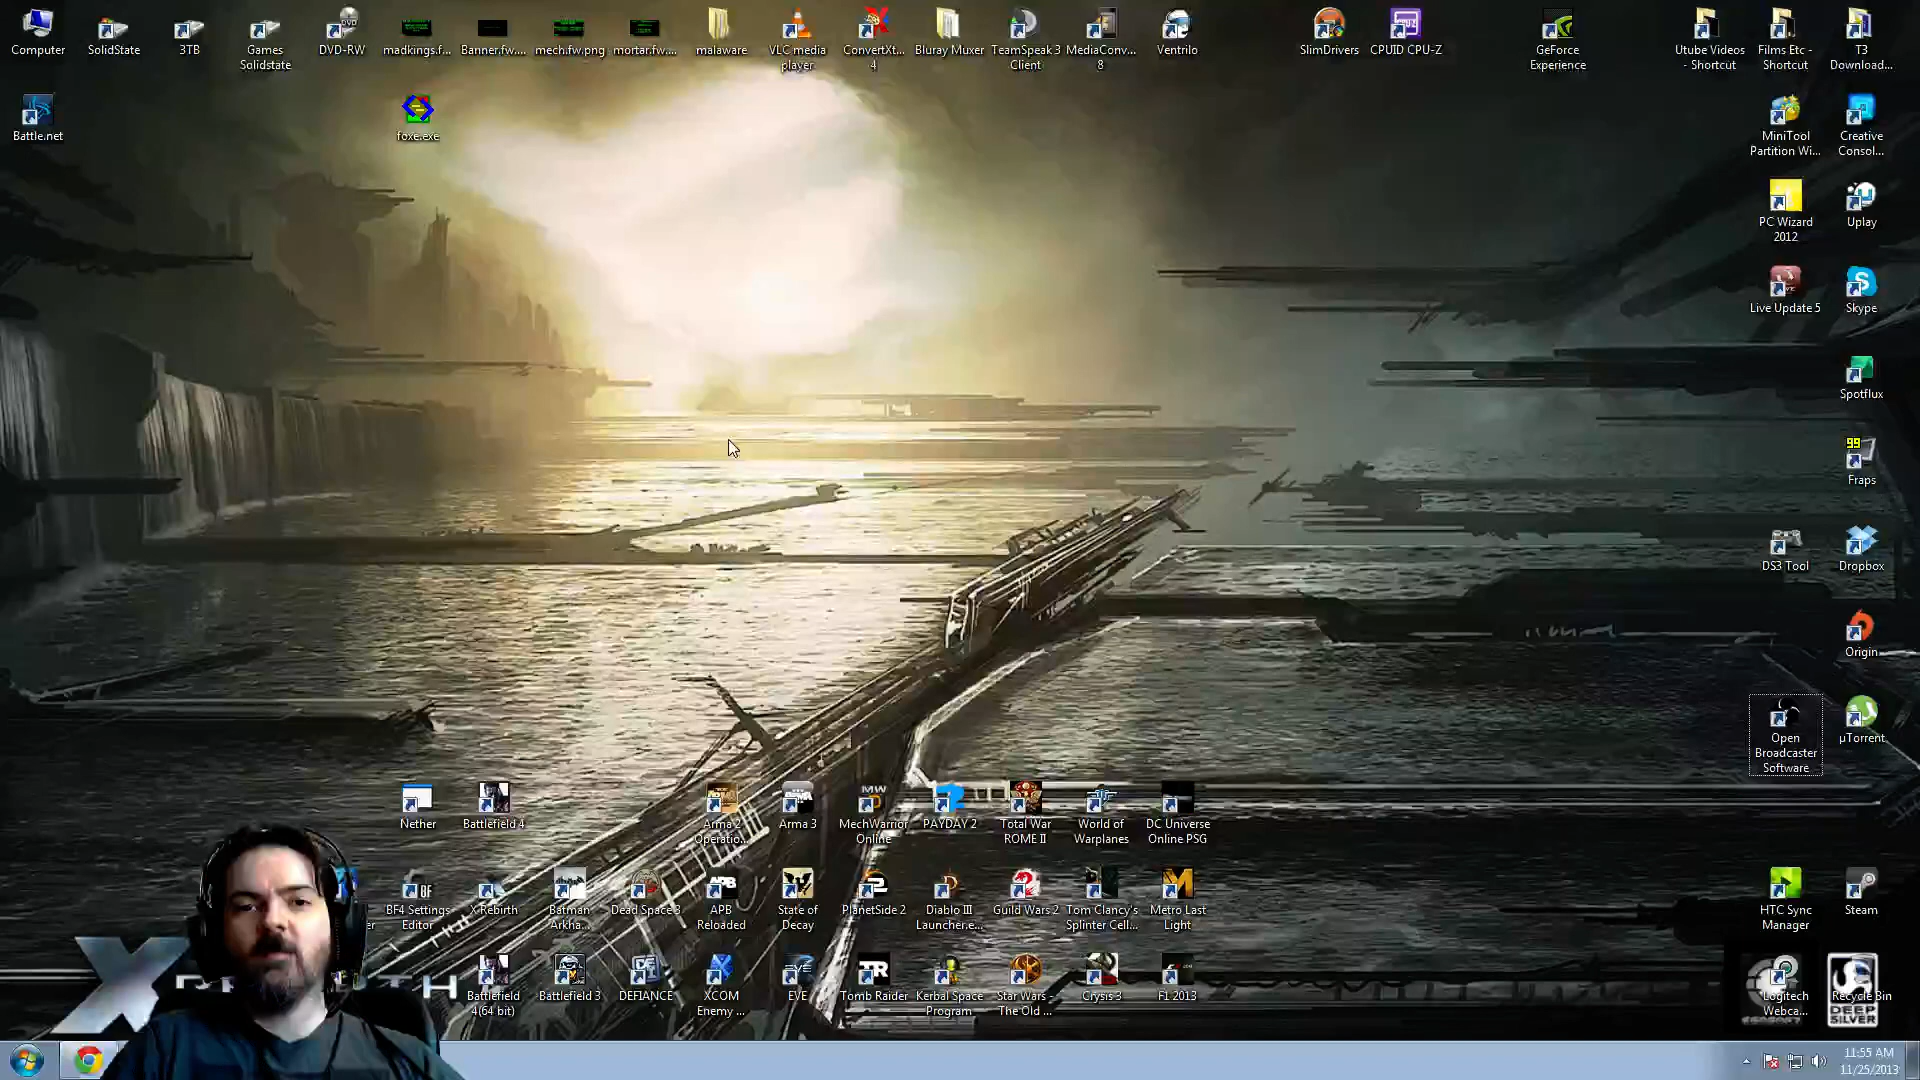 Computer
SolidState
3TB
Games
Solidstate
DVD-RW
madkings.f...
Banner.fw....
mech.fw.png
mortar.fw....
malaware
VLC media
player
ConvertXt...
4
Bluray Muxer
TeamSpeak 3
Client
MediaConv...
8
Ventrilo
SlimDrivers
CPUID CPU-Z
GeForce
Experience
Utube Videos
- Shortcut
Films Etc -
Shortcut
T3
Download...
Battle.net
foxe.exe
MiniTool
Partition Wi...
Creative
Consol...
PC Wizard
2012
Uplay
Live Update 5
Skype
Spotflux
99
Fraps
DS3 Tool
Dropbox
Origin
Open
Broadcaster
Software
µTorrent
Nether
Battlefield 4
Arma 2
Operatio...
Arma 3
MechWarrior
Online
PAYDAY 2
Total War
ROME II
World of
Warplanes
DC Universe
Online PSG
BF4 Settings
Editor
X Rebirth
Batman
Arkha...
Dead Space 3
APB
Reloaded
State of
Decay
PlanetSide 2
Diablo III
Launcher.e...
Guild Wars 2
Tom Clancy's
Splinter Cell...
Metro Last
Light
HTC Sync
Manager
Steam
Battlefield
4(64 bit)
Battlefield 3
DEFIANCE
XCOM
Enemy ...
EVE
Tomb Raider
Kerbal Space
Program
Star Wars -
The Old ...
Crysis 3
F1 2013
Logitech
Webca...
Recycle Bin
DEEP
SILVER
11:55 AM
11/25/2013